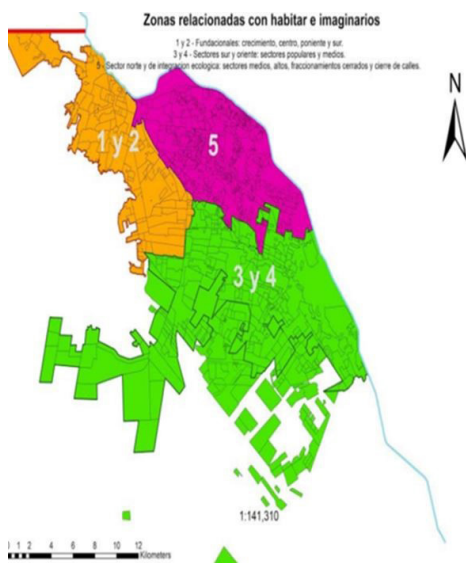 Zonas relacionadas con habitar e imaginarios
1 y 2 - Fundacionales: crecimiento, centro, poniente y sur.
3 y 4 - Sectores sur y oriente: sectores populares y medios.
5 - Sector norte y de integracion ecologica: sectores medios, altos, fraccionamientos cerrados y cierre de calles.
N
1 y 2
5
3 y 4
1:141,310
0 1 2 4 6 8 10 12
Kilometers